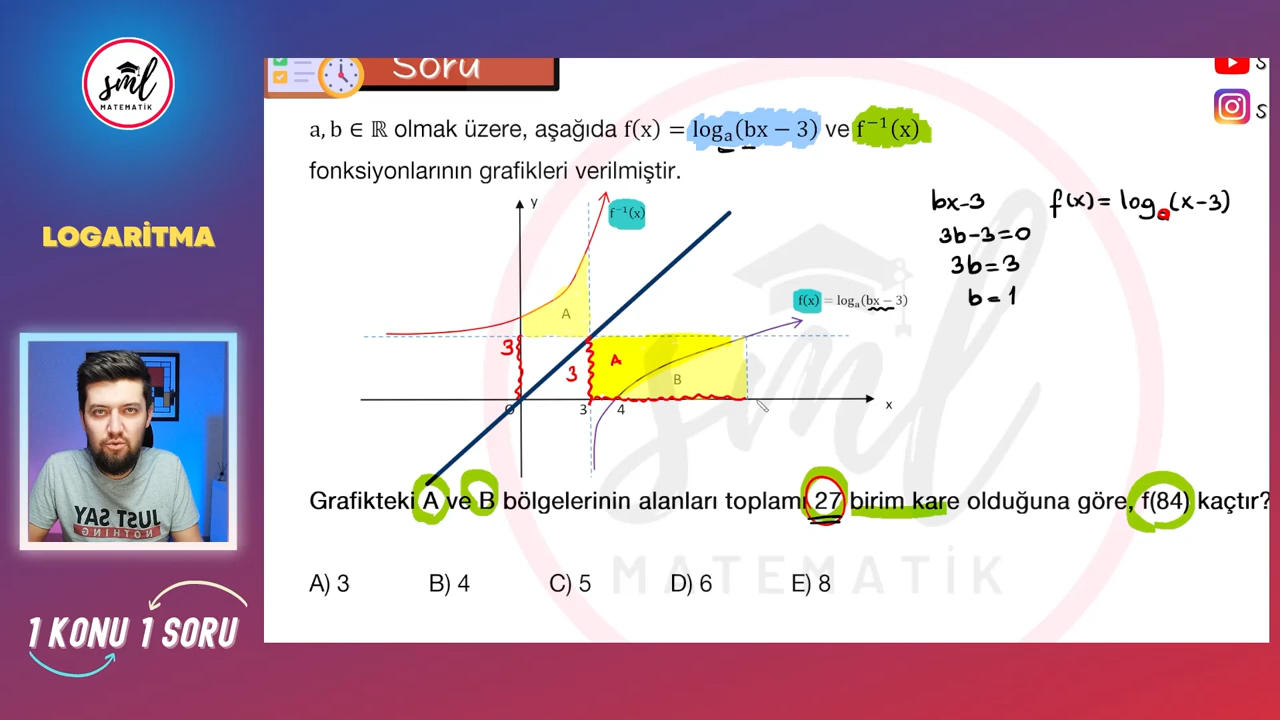 sml
MATEMATİK
LOGARİTMA
JUST SAY
NOTHING
1 KONU 1 SORU
Soru
S
S
a, b ∈ ℝ olmak üzere, aşağıda f(x) = logₐ(bx − 3) ve f⁻¹(x)
fonksiyonlarının grafikleri verilmiştir.
bx-3
3b-3=0
3b=3
b=1
f(x) = logₐ(x-3)
y
f⁻¹(x)
f(x) = logₐ(bx − 3)
A
3
3
A
B
O
3
4
x
Grafikteki A ve B bölgelerinin alanları toplamı 27 birim kare olduğuna göre, f(84) kaçtır?
A) 3 B) 4 C) 5 D) 6 E) 8
sml
MATEMATİK